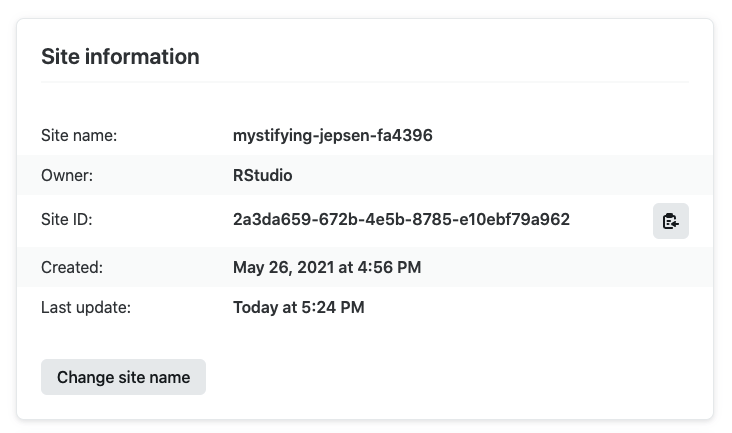 Site information
Site name: mystifying-jepsen-fa4396
Owner: RStudio
Site ID: 2a3da659-672b-4e5b-8785-e10ebf79a962
Created: May 26, 2021 at 4:56 PM
Last update: Today at 5:24 PM
Change site name